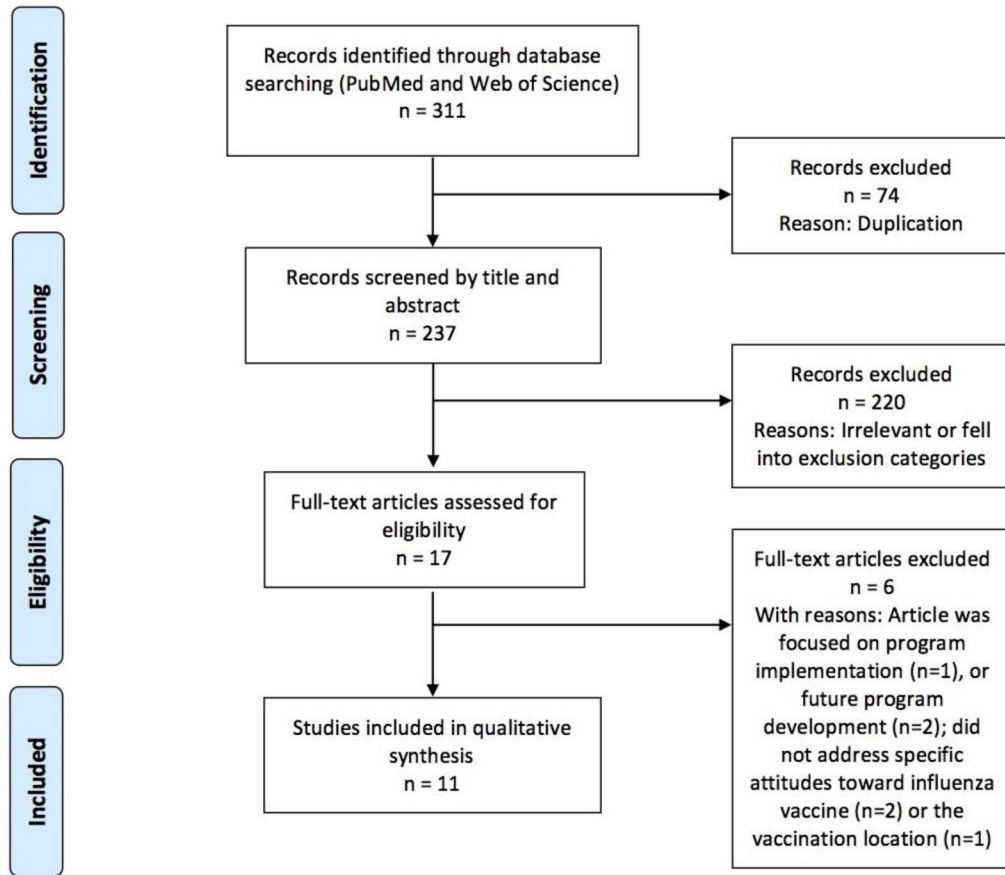 Identification
Records identified through database
searching (PubMed and Web of Science)
n = 311
Records excluded
n = 74
Reason: Duplication
Screening
Records screened by title and
abstract
n = 237
Records excluded
n = 220
Reasons: Irrelevant or fell
into exclusion categories
Eligibility
Full-text articles assessed for
eligibility
n = 17
Full-text articles excluded
n = 6
With reasons: Article was
focused on program
implementation (n=1), or
future program
development (n=2); did
not address specific
attitudes toward influenza
vaccine (n=2) or the
vaccination location (n=1)
Included
Studies included in qualitative
synthesis
n = 11